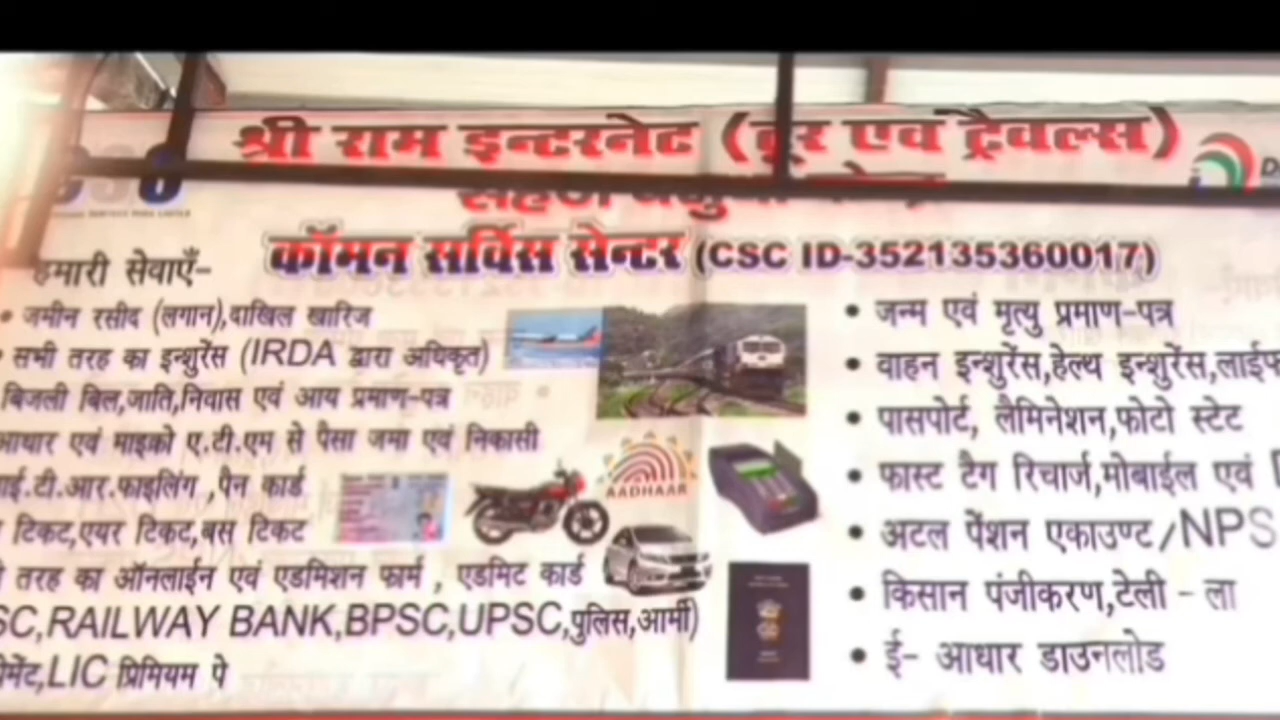 श्री राम इन्टरनेट (टूर एवं ट्रैवल्स)
कॉमन सर्विस सेन्टर (CSC ID-352135360017)
हमारी सेवाएँ-
• जमीन रसीद (लगान),दाखिल खारिज
• सभी तरह का इन्शुरेंस (IRDA द्वारा अधिकृत)
बिजली बिल,जाति,निवास एवं आय प्रमाण-पत्र
आधार एवं माइक्रो ए.टी.एम से पैसा जमा एवं निकासी
आई.टी.आर.फाइलिंग ,पैन कार्ड
टिकट,एयर टिकट,बस टिकट
तरह का ऑनलाईन एवं एडमिशन फार्म , एडमिट कार्ड
SC,RAILWAY BANK,BPSC,UPSC,पुलिस,आर्मी)
LIC प्रिमियम पे
AADHAAR
• जन्म एवं मृत्यु प्रमाण-पत्र
• वाहन इन्शुरेंस,हेल्थ इन्शुरेंस,लाईफ
• पासपोर्ट, लैमिनेशन,फोटो स्टेट
• फास्ट टैग रिचार्ज,मोबाईल एवं
• अटल पेंशन एकाउण्ट/NPS
• किसान पंजीकरण,टेली - ला
• ई- आधार डाउनलोड